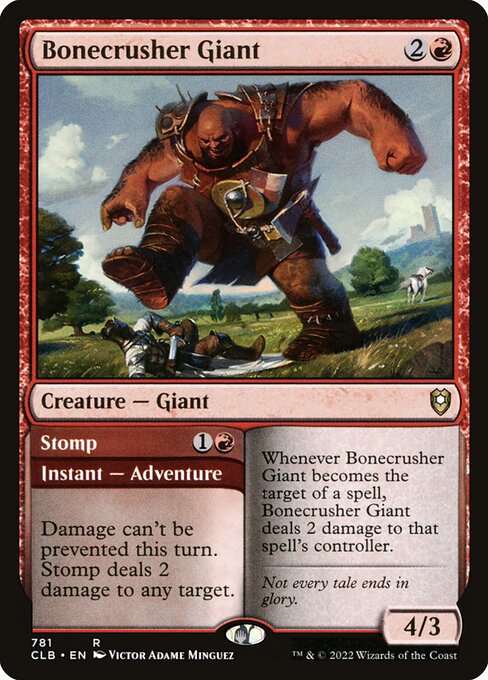 Bonecrusher Giant 2
Creature — Giant
Stomp 1
Instant — Adventure
Damage can't be
prevented this turn.
Stomp deals 2
damage to any target.
Whenever Bonecrusher
Giant becomes the
target of a spell,
Bonecrusher Giant
deals 2 damage to that
spell's controller.
Not every tale ends in
glory.
4/3
781 R
CLB • EN Victor Adame Minguez
™ & © 2022 Wizards of the Coast